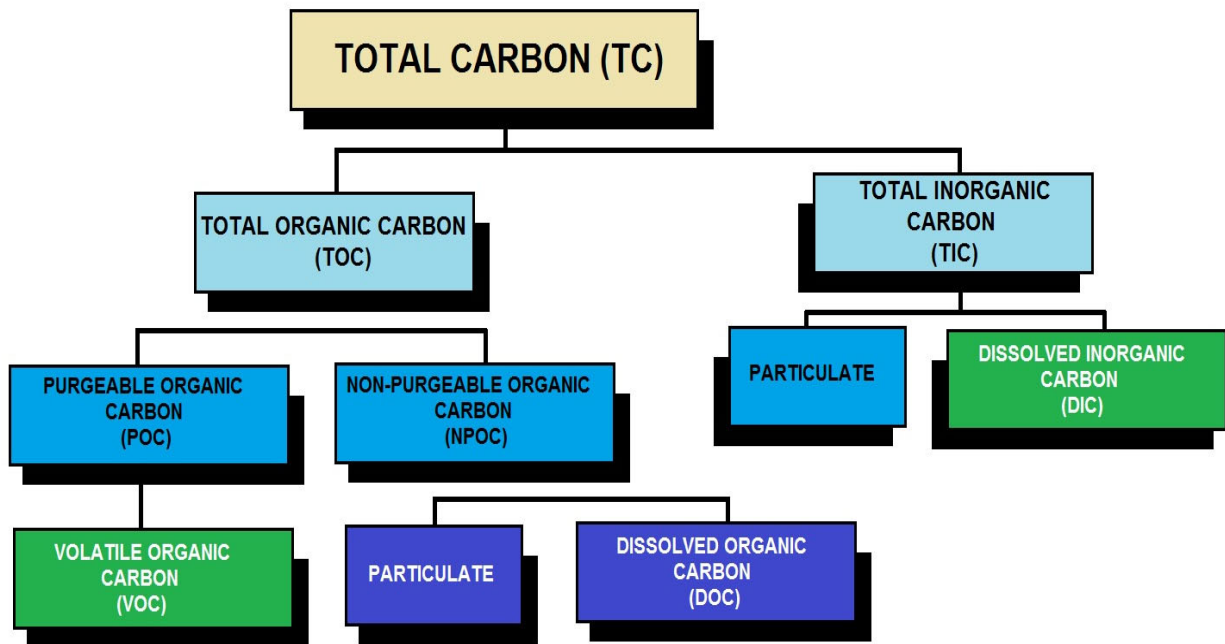 TOTAL CARBON (TC)
TOTAL ORGANIC CARBON
(TOC)
TOTAL INORGANIC
CARBON
(TIC)
PURGEABLE ORGANIC
CARBON
(POC)
NON-PURGEABLE ORGANIC
CARBON
(NPOC)
PARTICULATE
DISSOLVED INORGANIC
CARBON
(DIC)
VOLATILE ORGANIC
CARBON
(VOC)
PARTICULATE
DISSOLVED ORGANIC
CARBON
(DOC)